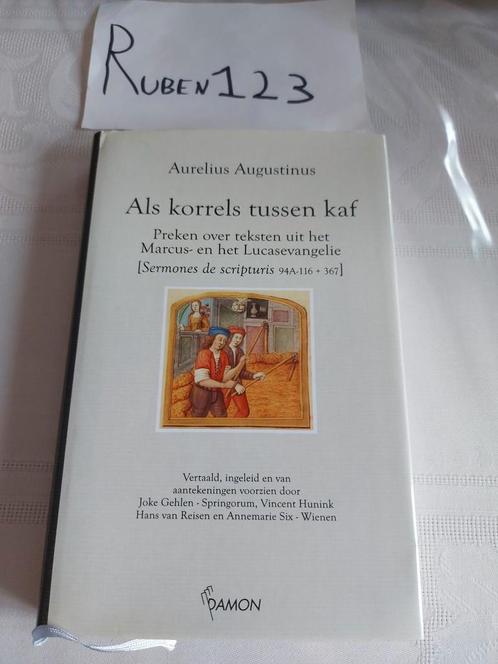 RUBEN123
Aurelius Augustinus
Als korrels tussen kaf
Preken over teksten uit het
Marcus- en het Lucasevangelie
[Sermones de scripturis 94A-116 + 367]
Vertaald, ingeleid en van
aantekeningen voorzien door
Joke Gehlen - Springorum, Vincent Hunink
Hans van Reisen en Annemarie Six - Wienen
DAMON